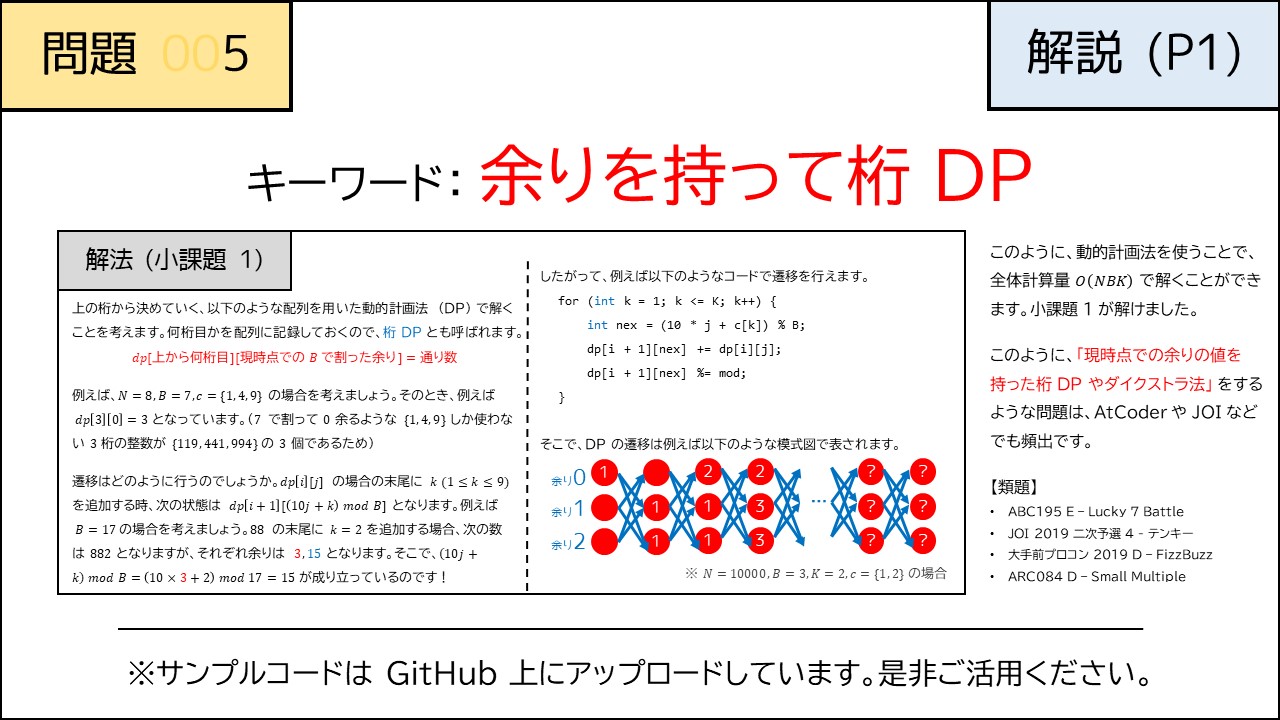 問題 005
解説 (P1)
キーワード: 余りを持って桁 DP
解法 (小課題 1)
上の桁から決めていく、以下のような配列を用いた動的計画法 （DP）で解く
ことを考えます。何桁目かを配列に記録しておくので、桁 DP とも呼ばれます。
dp[上から何桁目][現時点での B で割った余り] = 通り数
例えば、N = 8, B = 7, c = {1,4,9} の場合を考えましょう。そのとき、例えば
dp[3][0] = 3 となっています。（7 で割って 0 余るような {1,4,9} しか使わな
い 3 桁の整数が {119,441,994} の 3 個であるため）
遷移はどのように行うのでしょうか。dp[i][j] の場合の末尾に k (1 ≤ k ≤ 9)
を追加する時、次の状態は dp[i + 1][(10j + k) mod B] となります。例えば
B = 17 の場合を考えましょう。88 の末尾に k = 2 を追加する場合、次の数
は 882 となりますが、それぞれ余りは 3, 15 となります。そこで、(10j +
k) mod B = (10 × 3 + 2) mod 17 = 15 が成り立っているのです！
したがって、例えば以下のようなコードで遷移を行えます。
for (int k = 1; k <= K; k++) {
int nex = (10 * j + c[k]) % B;
dp[i + 1][nex] += dp[i][j];
dp[i + 1][nex] %= mod;
}
そこで、DP の遷移は例えば以下のような模式図で表されます。
余り0 1 2 2 … ? ?
余り1 1 1 3 ? ?
余り2 1 1 3 ? ?
※ N = 10000, B = 3, K = 2, c = {1,2} の場合
このように、動的計画法を使うことで、
全体計算量 O(NBK) で解くことができ
ます。小課題 1 が解けました。
このように、「現時点での余りの値を
持った桁 DP やダイクストラ法」をする
ような問題は、AtCoder や JOI など
でも頻出です。
【類題】
• ABC195 E – Lucky 7 Battle
• JOI 2019 二次予選 4 - テンキー
• 大手前プロコン 2019 D – FizzBuzz
• ARC084 D – Small Multiple
※サンプルコードは GitHub 上にアップロードしています。是非ご活用ください。